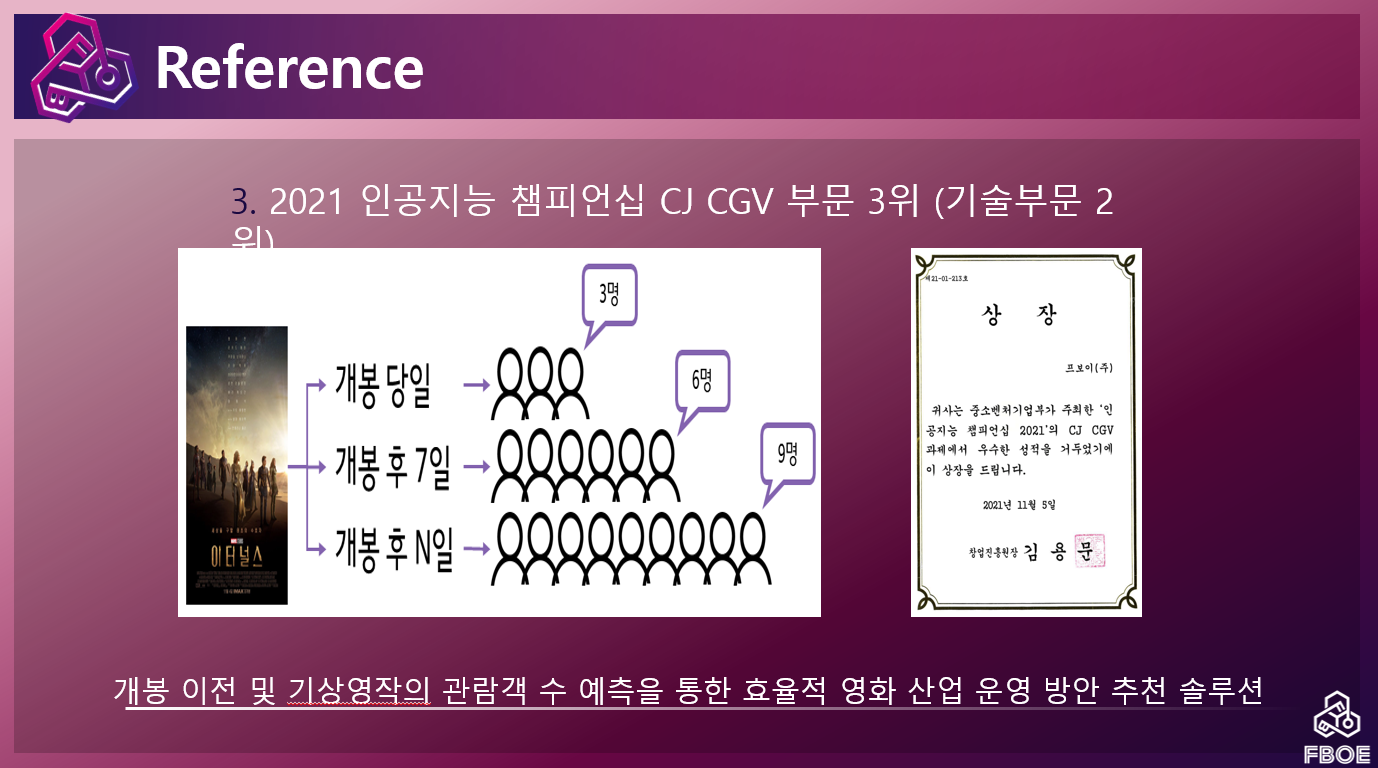 Reference
3. 2021 인공지능 챔피언십 CJ CGV 부문 3위 (기술부문 2
위)
3명
개봉 당일
6명
개봉 후 7일
9명
개봉 후 N일
이터널스
제21-01-213호
상 장
프보이(주)
귀사는 중소벤처기업부가 주최한 '인
공지능 챔피언십 2021'의 CJ CGV
과제에서 우수한 성적을 거두었기에
이 상장을 드립니다.
2021년 11월 5일
창업진흥원장 김 용 문
개봉 이전 및 기상영작의 관람객 수 예측을 통한 효율적 영화 산업 운영 방안 추천 솔루션
FBOE